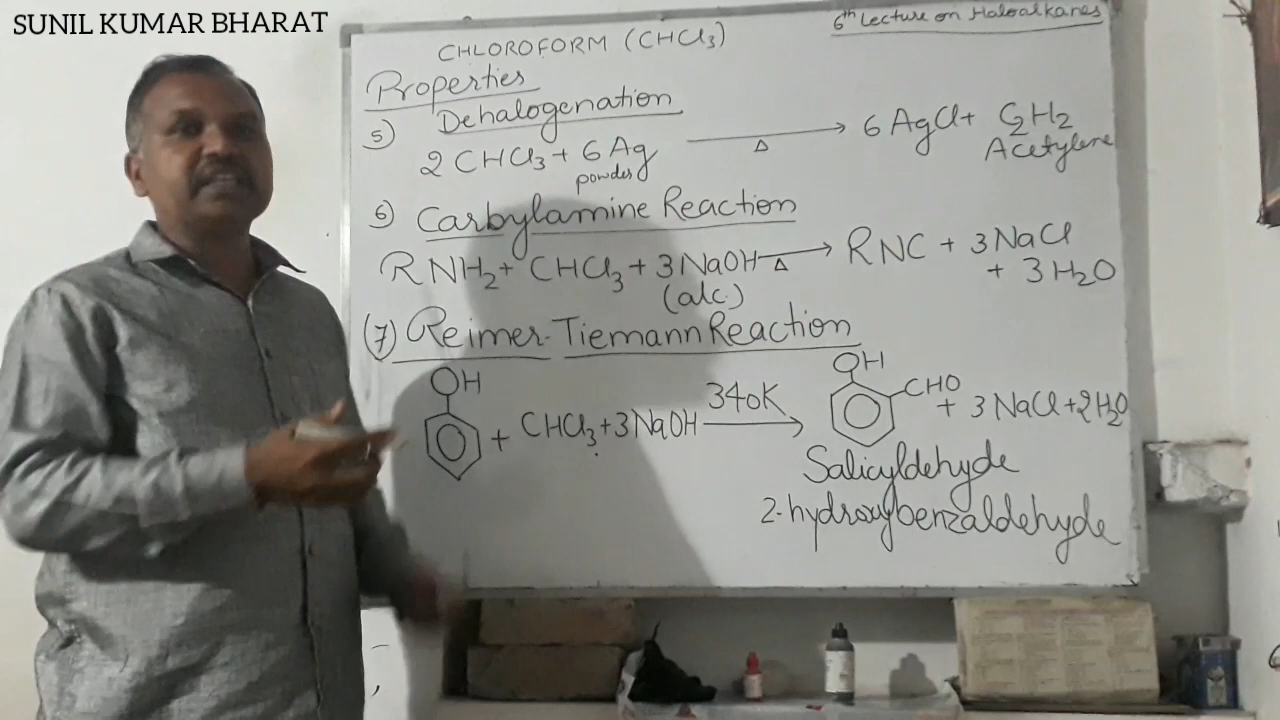 SUNIL KUMAR BHARAT
6th Lecture on Haloalkanes
CHLOROFORM (CHCl3)
Properties
5) Dehalogenation
2 CHCl3 + 6 Ag → 6 AgCl + C2H2
powder Δ Acetylene
6) Carbylamine Reaction
RNH2 + CHCl3 + 3 NaOH → RNC + 3 NaCl
Δ + 3 H2O
(alc.)
(7) Reimer-Tiemann Reaction
OH OH
340K CHO
+ CHCl3 + 3 NaOH → + 3 NaCl + 2 H2O
Salicyldehyde
2-hydroxybenzaldehyde